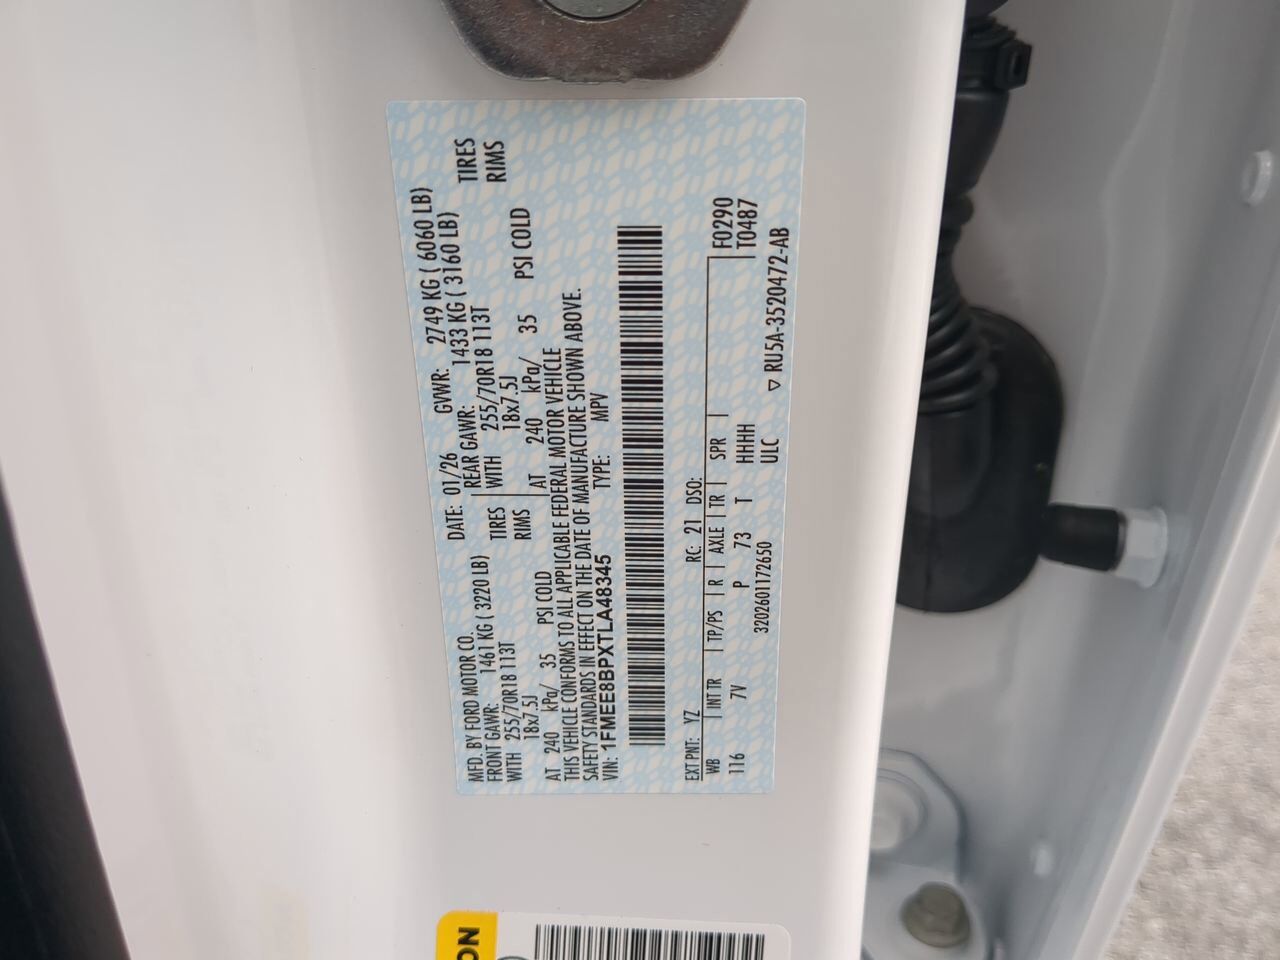 MFD. BY FORD MOTOR CO.
DATE: 01/26 GVWR: 2749 KG ( 6060 LB)
FRONT GAWR: 1461 KG ( 3220 LB) REAR GAWR: 1433 KG ( 3160 LB)
WITH 255/70R18 113T TIRES WITH 255/70R18 113T TIRES
18x7.5J RIMS 18x7.5J RIMS
AT 240 kPa/ 35 PSI COLD AT 240 kPa/ 35 PSI COLD
THIS VEHICLE CONFORMS TO ALL APPLICABLE FEDERAL MOTOR VEHICLE
SAFETY STANDARDS IN EFFECT ON THE DATE OF MANUFACTURE SHOWN ABOVE.
VIN: 1FMEE8BPXTLA48345 TYPE: MPV
EXT PNT: YZ RC: 21 DSO:
WB INT TR TP/PS R AXLE TR SPR F0290
116 7V P 73 T HHHH T0487
3202601172650 ULC ▽ RU5A-3520472-AB
ON